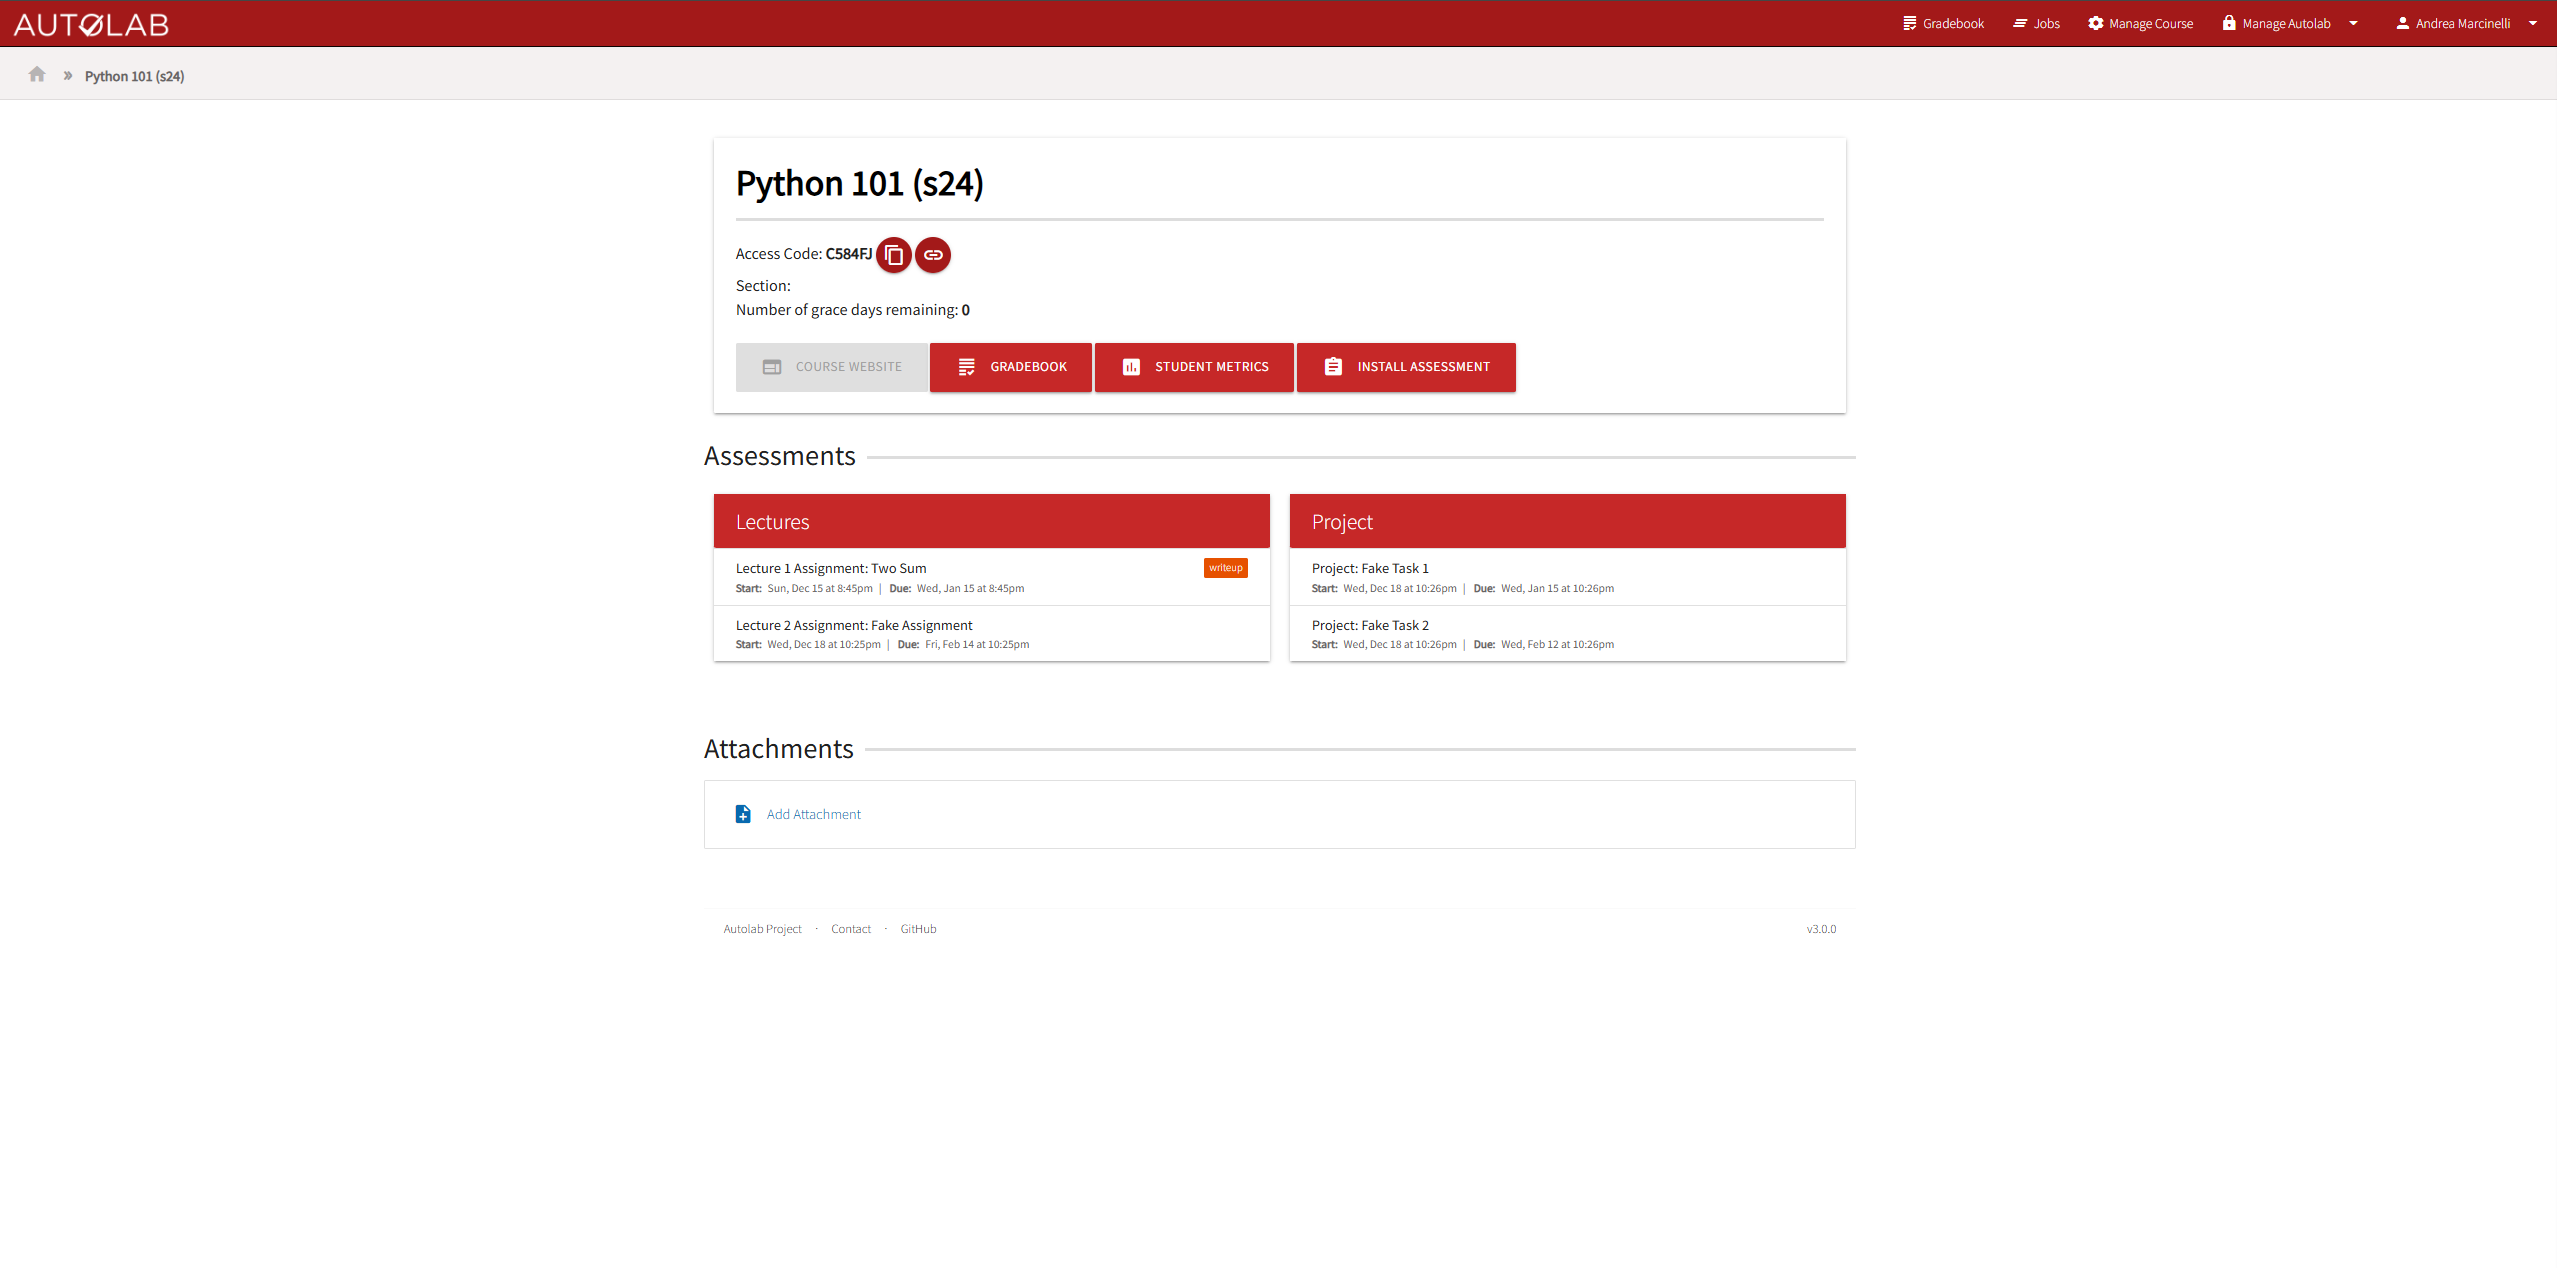 AUTOLAB
Gradebook Jobs Manage Course Manage Autolab Andrea Marcinelli
» Python 101 (s24)
Python 101 (s24)
Access Code: C584FJ
Section:
Number of grace days remaining: 0
COURSE WEBSITE GRADEBOOK STUDENT METRICS INSTALL ASSESSMENT
Assessments
Lectures
Lecture 1 Assignment: Two Sum writeup
Start: Sun, Dec 15 at 8:45pm | Due: Wed, Jan 15 at 8:45pm
Lecture 2 Assignment: Fake Assignment
Start: Wed, Dec 18 at 10:25pm | Due: Fri, Feb 14 at 10:25pm
Project
Project: Fake Task 1
Start: Wed, Dec 18 at 10:26pm | Due: Wed, Jan 15 at 10:26pm
Project: Fake Task 2
Start: Wed, Dec 18 at 10:26pm | Due: Wed, Feb 12 at 10:26pm
Attachments
Add Attachment
Autolab Project · Contact · GitHub v3.0.0